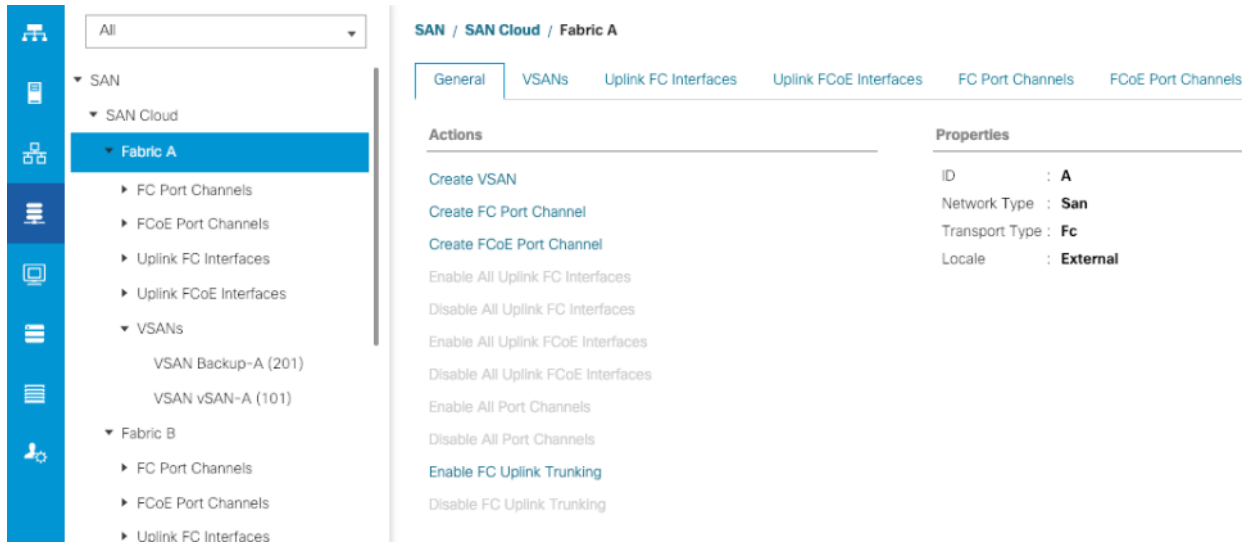 All
SAN
SAN Cloud
Fabric A
FC Port Channels
FCoE Port Channels
Uplink FC Interfaces
Uplink FCoE Interfaces
VSANs
VSAN Backup-A (201)
VSAN vSAN-A (101)
Fabric B
FC Port Channels
FCoE Port Channels
Uplink FC Interfaces
SAN / SAN Cloud / Fabric A
General VSANs Uplink FC Interfaces Uplink FCoE Interfaces FC Port Channels FCoE Port Channels
Actions
Create VSAN
Create FC Port Channel
Create FCoE Port Channel
Enable All Uplink FC Interfaces
Disable All Uplink FC Interfaces
Enable All Uplink FCoE Interfaces
Disable All Uplink FCoE Interfaces
Enable All Port Channels
Disable All Port Channels
Enable FC Uplink Trunking
Disable FC Uplink Trunking
Properties
ID : A
Network Type : San
Transport Type : Fc
Locale : External